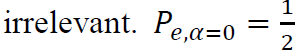 irrelevant. P_{e,α=0} = 1/2